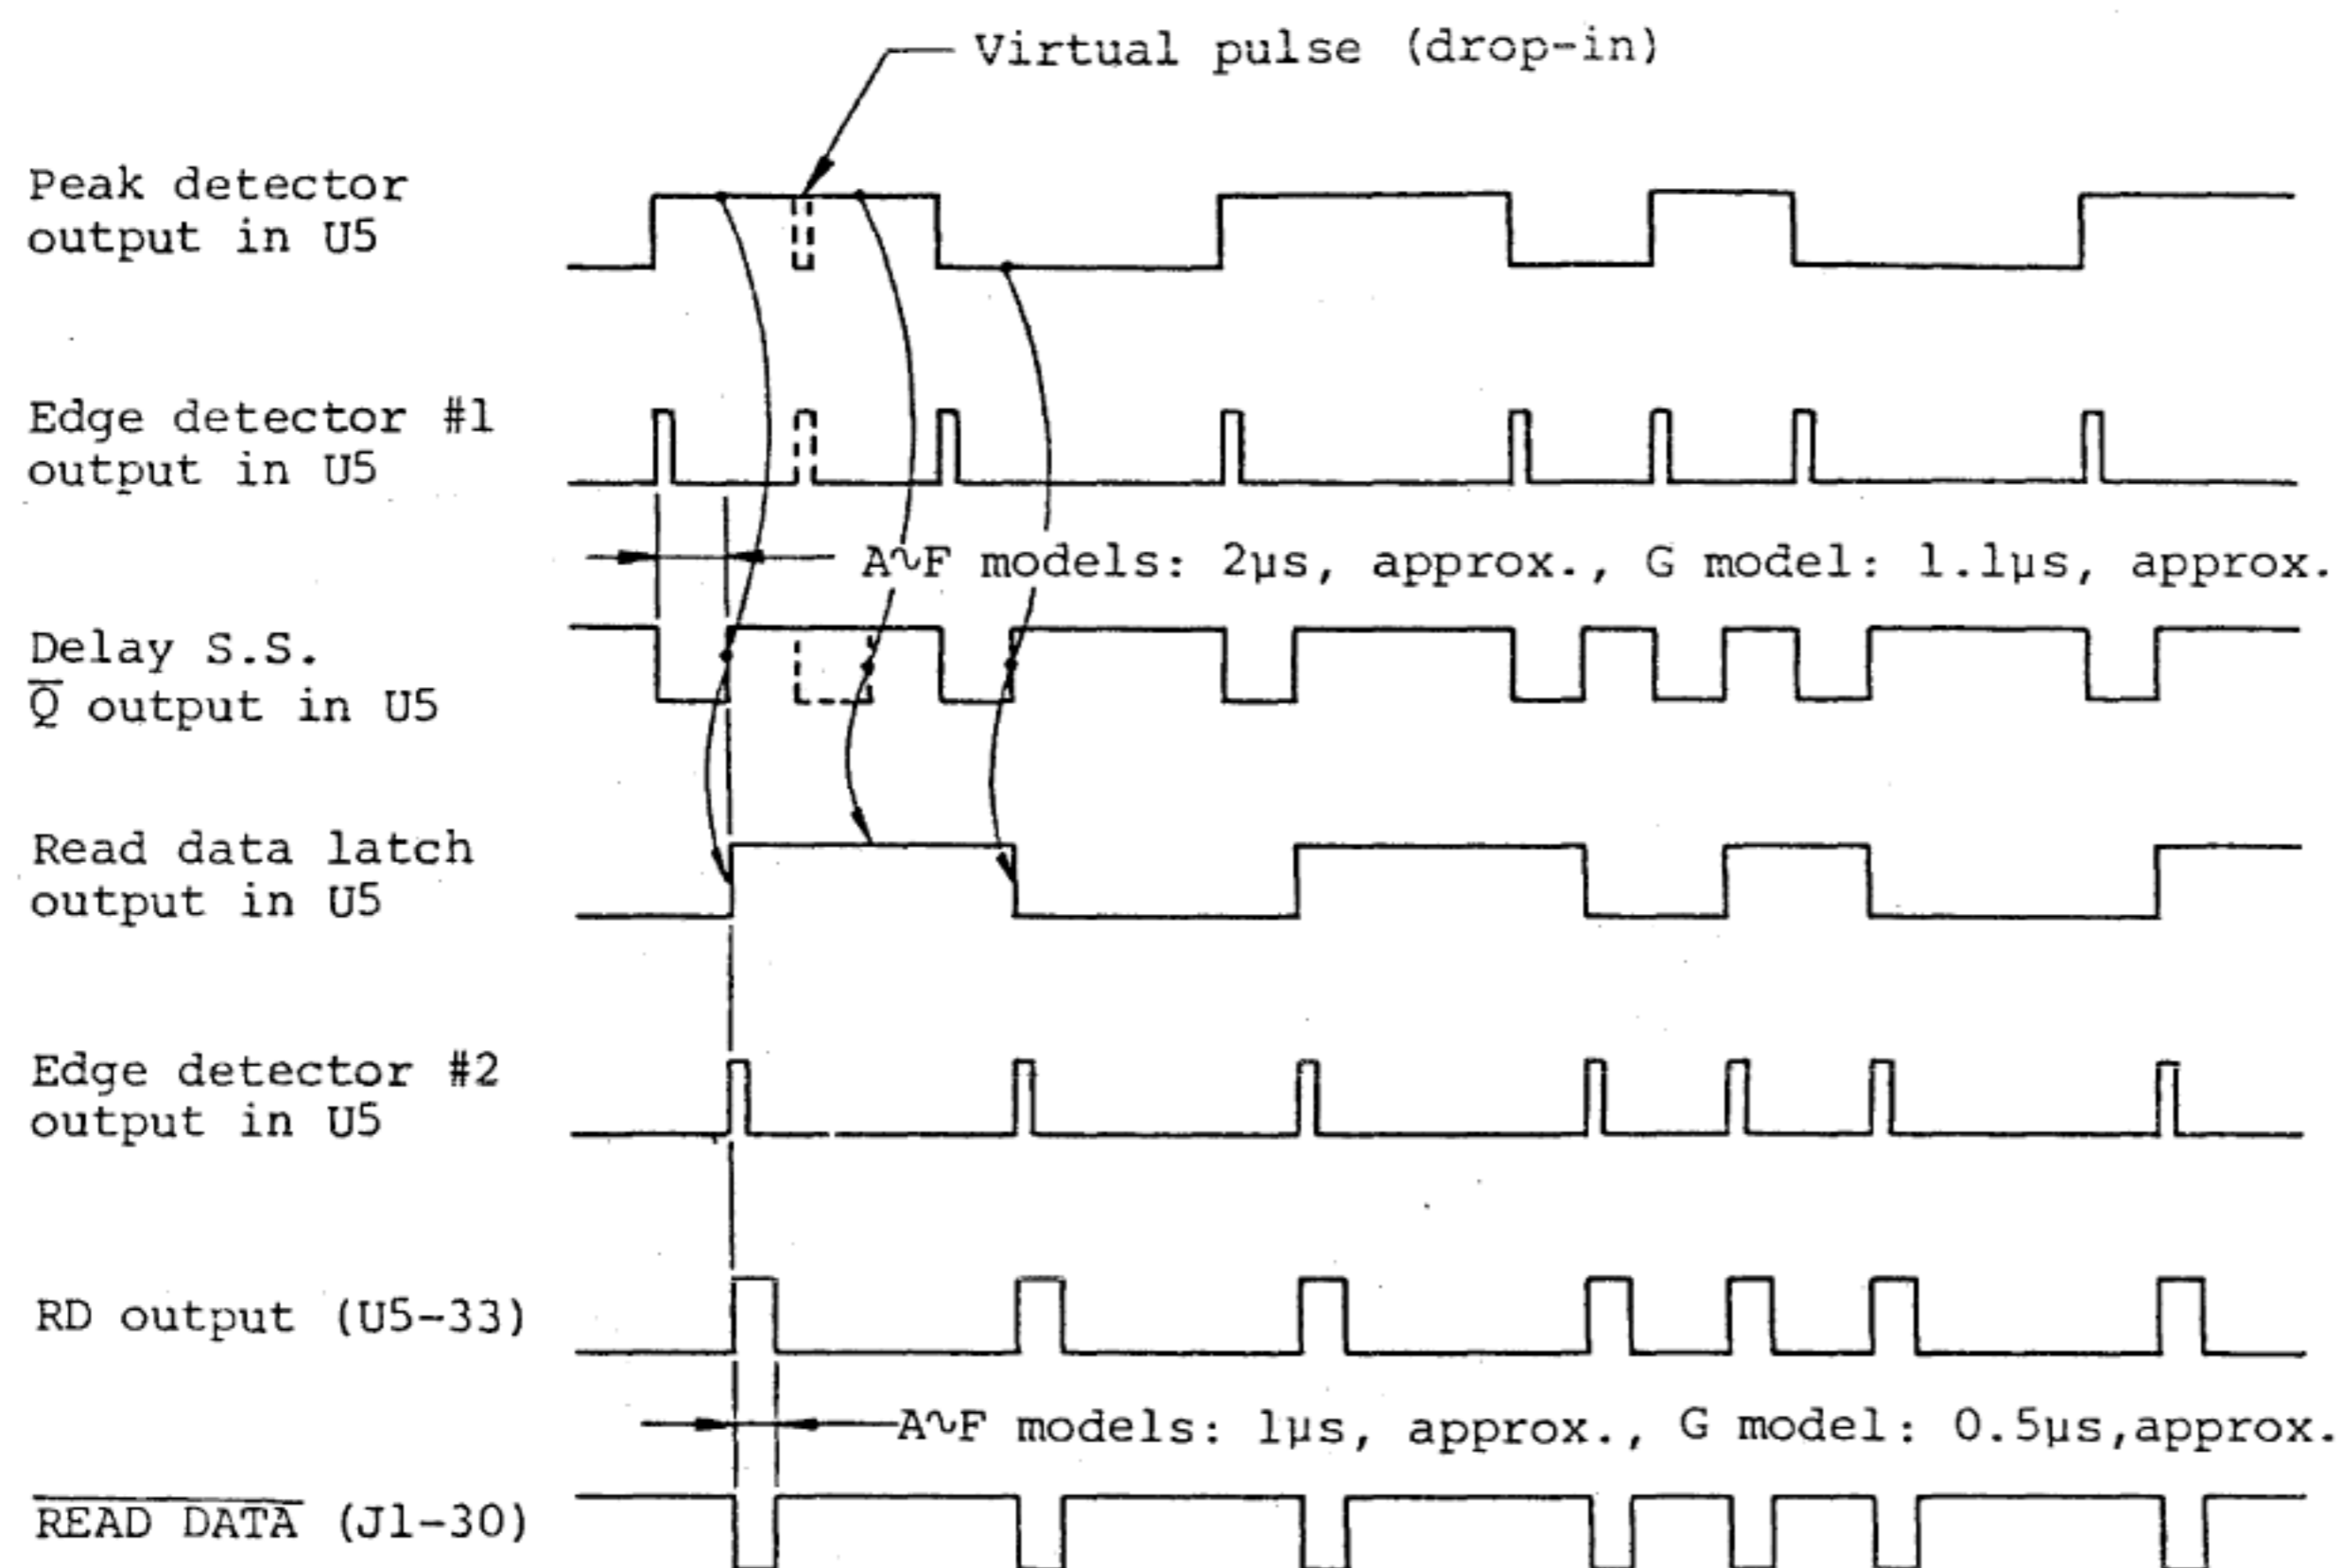 Virtual pulse (drop-in)
Peak detector
output in U5
Edge detector #1
output in U5
A~F models: 2μs, approx., G model: 1.1μs, approx.
Delay S.S.
Q̅ output in U5
Read data latch
output in U5
Edge detector #2
output in U5
RD output (U5-33)
A~F models: 1μs, approx., G model: 0.5μs,approx.
R̅E̅A̅D̅ ̅D̅A̅T̅A̅ (J1-30)